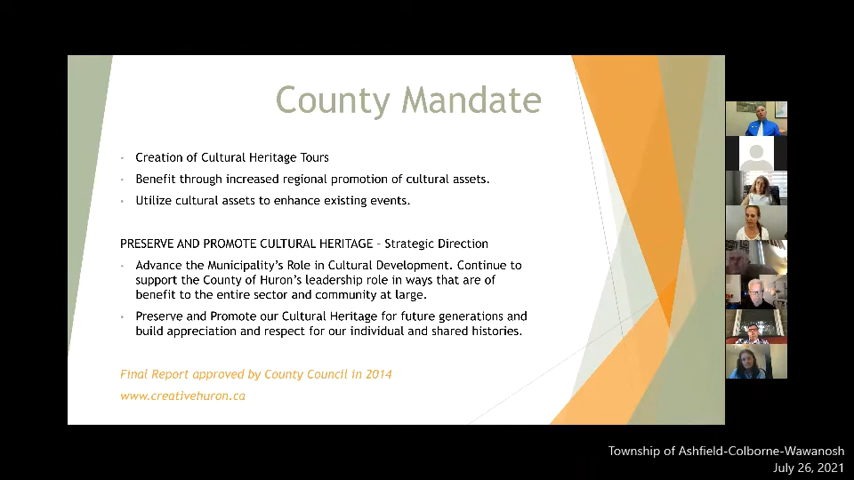 County Mandate
Creation of Cultural Heritage Tours
Benefit through increased regional promotion of cultural assets.
Utilize cultural assets to enhance existing events.
PRESERVE AND PROMOTE CULTURAL HERITAGE - Strategic Direction
Advance the Municipality's Role in Cultural Development. Continue to
support the County of Huron's leadership role in ways that are of
benefit to the entire sector and community at large.
Preserve and Promote our Cultural Heritage for future generations and
build appreciation and respect for our individual and shared histories.
Final Report approved by County Council in 2014
www.creativehuron.ca
Township of Ashfield-Colborne-Wawanosh
July 26, 2021